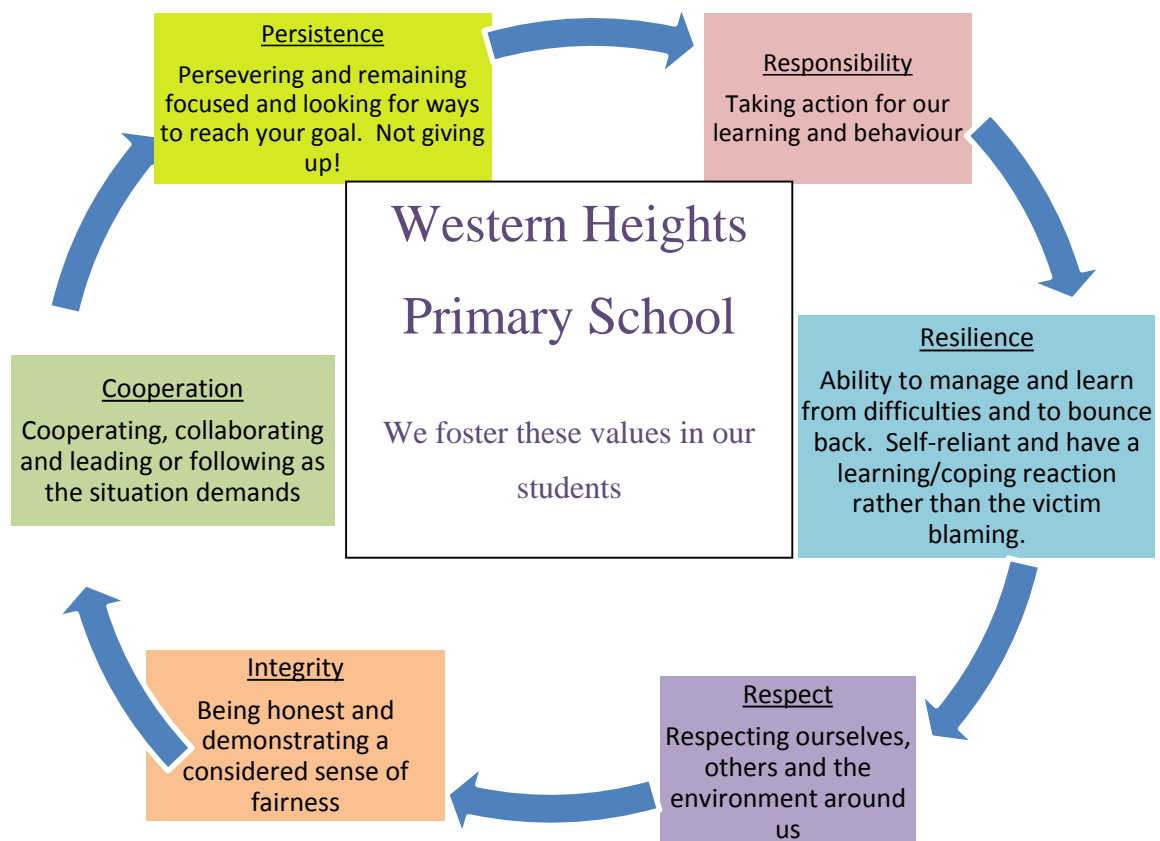 Persistence
Persevering and remaining
focused and looking for ways
to reach your goal.  Not giving
up!
Responsibility
Taking action for our
learning and behaviour
Western Heights
Primary School
We foster these values in our
students
Resilience
Ability to manage and learn
from difficulties and to bounce
back.  Self-reliant and have a
learning/coping reaction
rather than the victim
blaming.
Cooperation
Cooperating, collaborating
and leading or following as
the situation demands
Integrity
Being honest and
demonstrating a
considered sense of
fairness
Respect
Respecting ourselves,
others and the
environment around
us